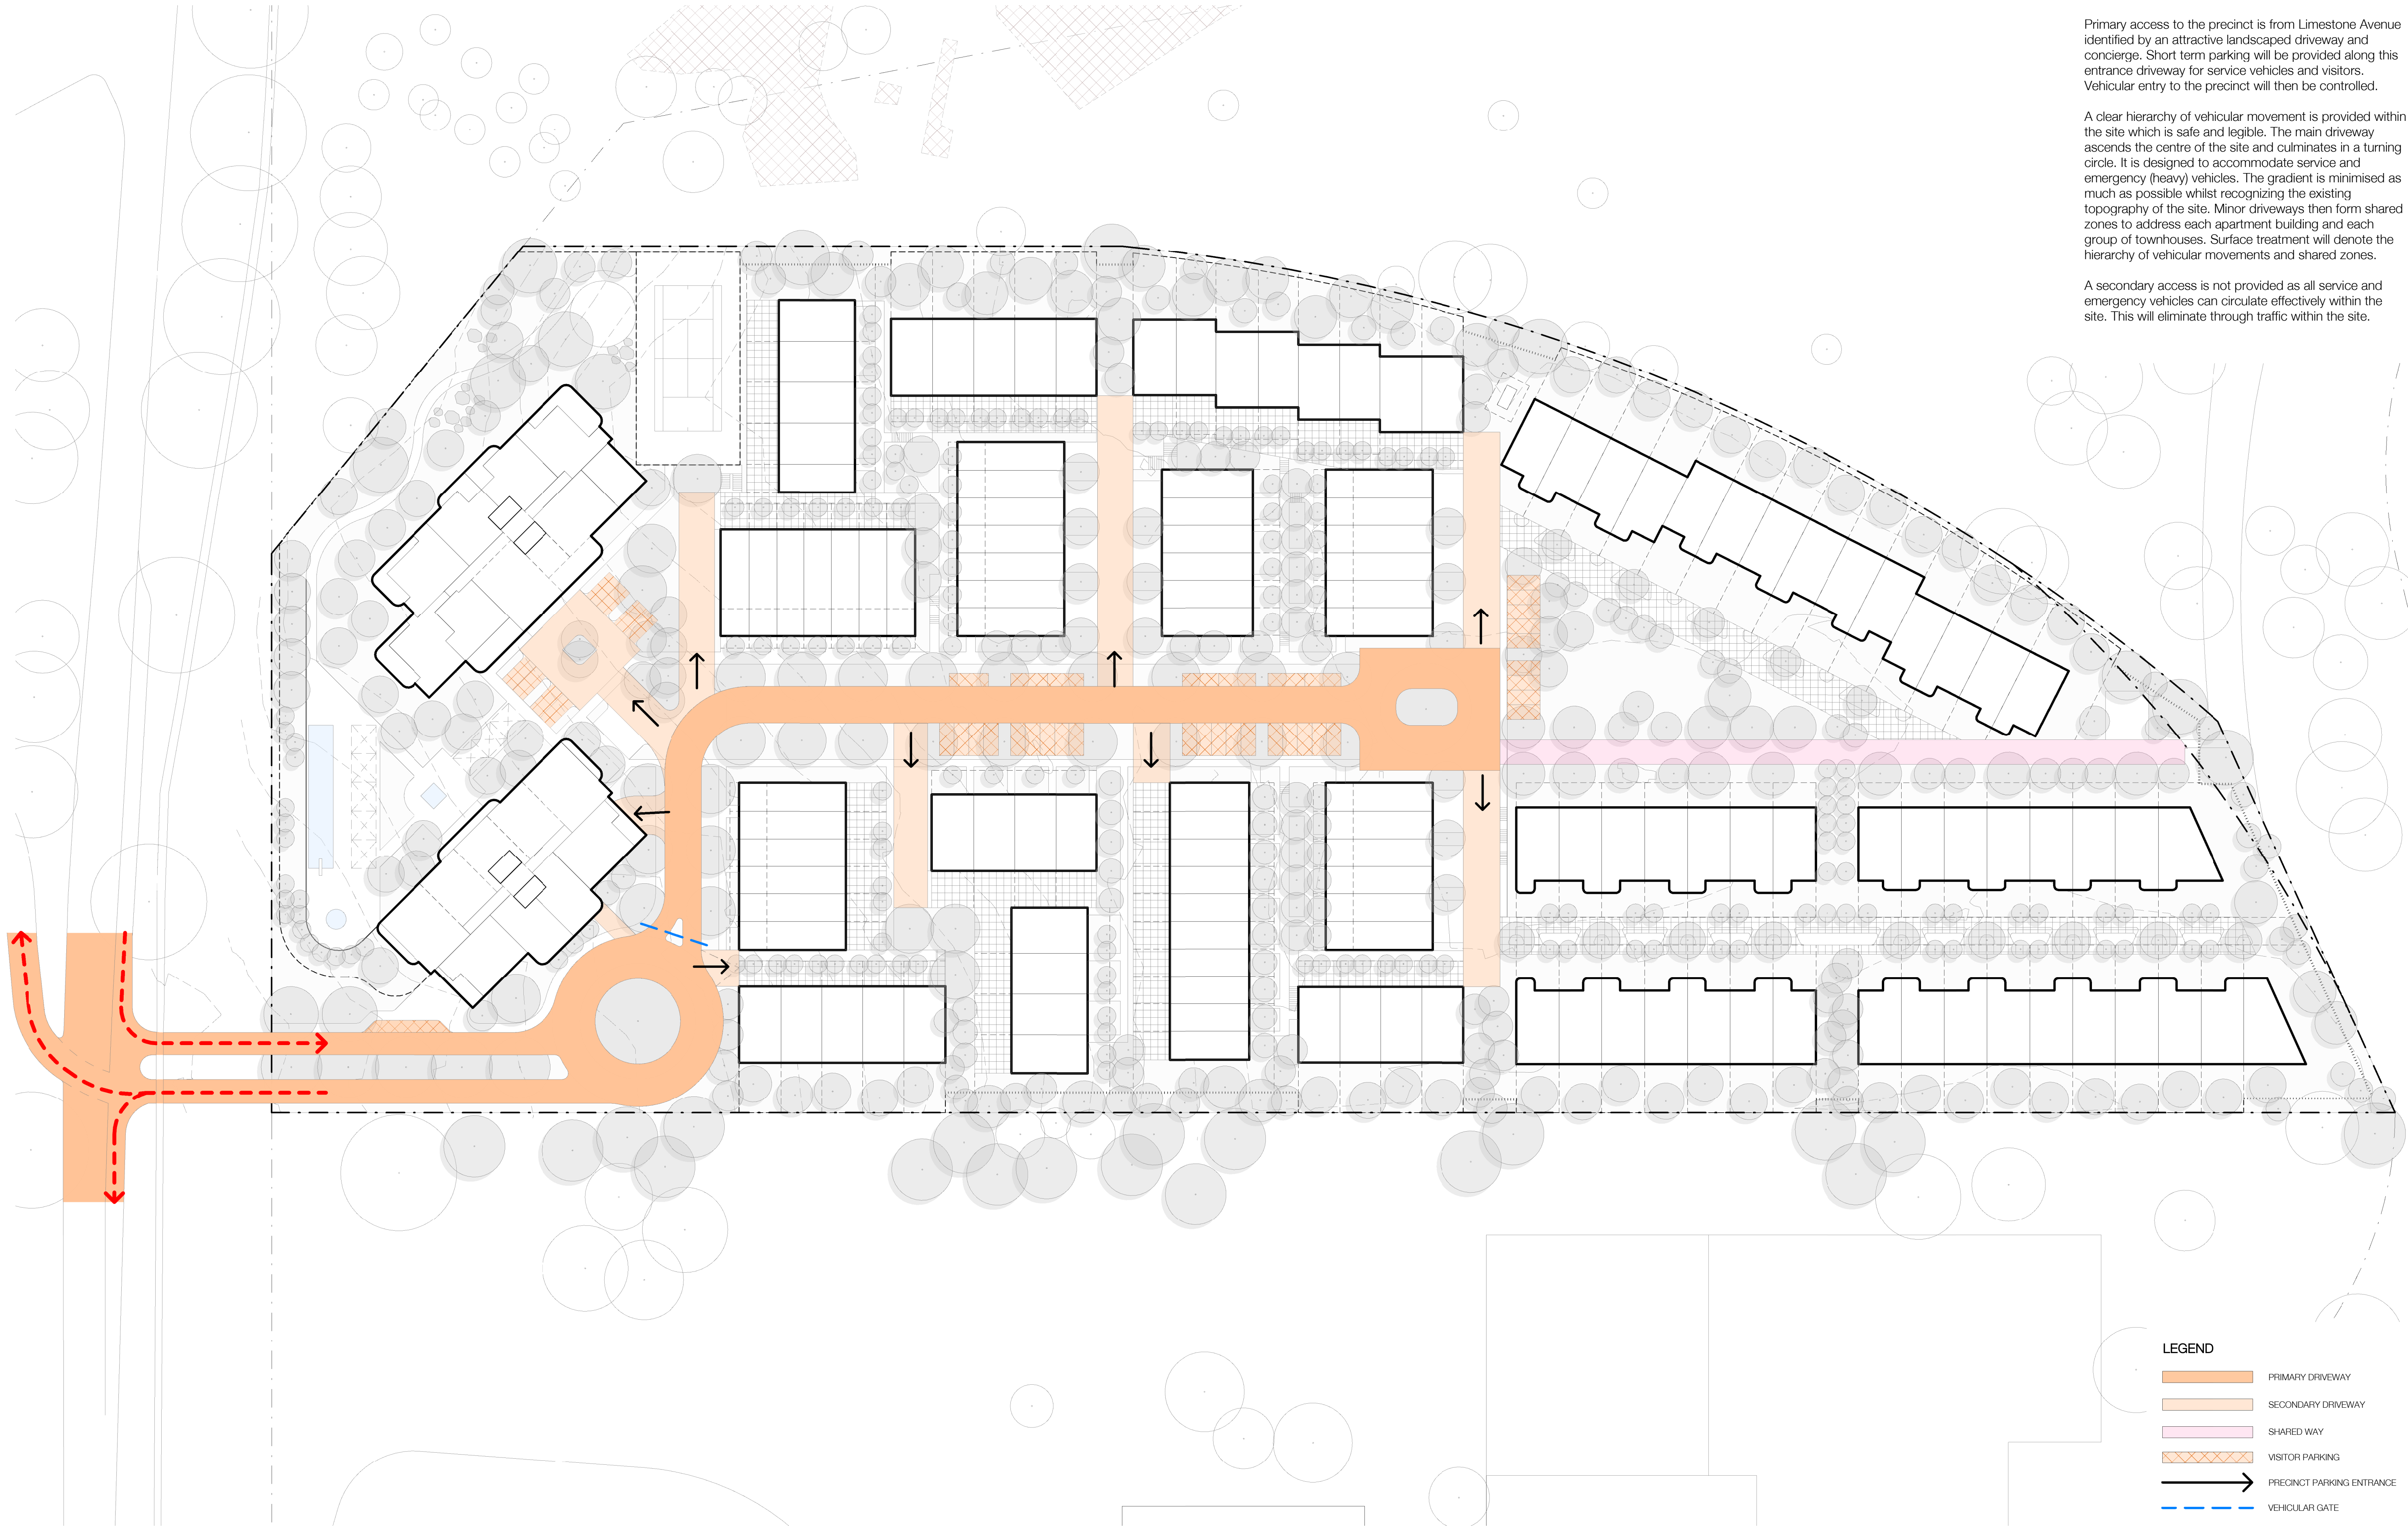 Primary access to the precinct is from Limestone Avenue
identified by an attractive landscaped driveway and
concierge. Short term parking will be provided along this
entrance driveway for service vehicles and visitors.
Vehicular entry to the precinct will then be controlled.
A clear hierarchy of vehicular movement is provided within
the site which is safe and legible. The main driveway
ascends the centre of the site and culminates in a turning
circle. It is designed to accommodate service and
emergency (heavy) vehicles. The gradient is minimised as
much as possible whilst recognizing the existing
topography of the site. Minor driveways then form shared
zones to address each apartment building and each
group of townhouses. Surface treatment will denote the
hierarchy of vehicular movements and shared zones.
A secondary access is not provided as all service and
emergency vehicles can circulate effectively within the
site. This will eliminate through traffic within the site.
LEGEND
PRIMARY DRIVEWAY
SECONDARY DRIVEWAY
SHARED WAY
VISITOR PARKING
PRECINCT PARKING ENTRANCE
VEHICULAR GATE